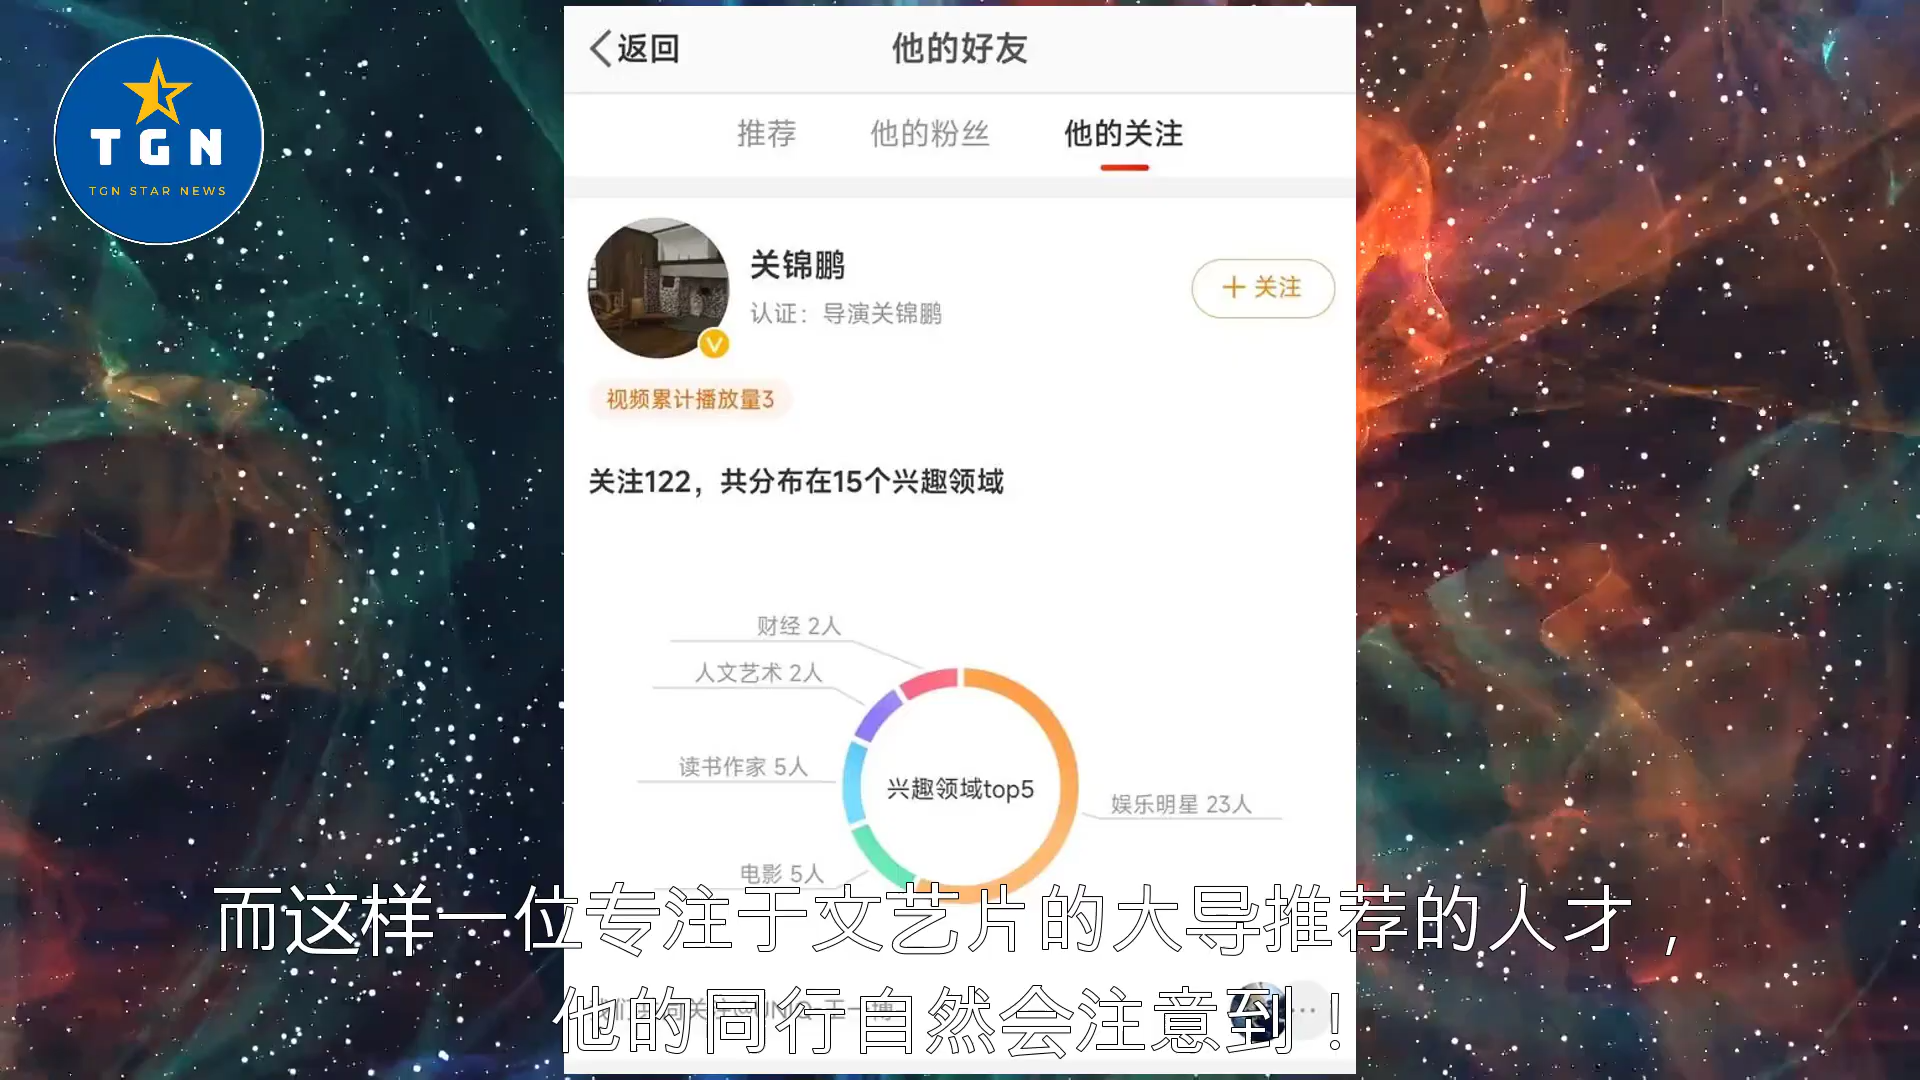 TGN
TGN STAR NEWS
返回
他的好友
推荐
他的粉丝
他的关注
关锦鹏
认证：导演关锦鹏
+ 关注
视频累计播放量3
关注122，共分布在15个兴趣领域
财经 2人
人文艺术 2人
读书作家 5人
兴趣领域top5
娱乐明星 23人
电影 5人
而这样一位专注于文艺片的大导推荐的人才，
他的同行自然会注意到！